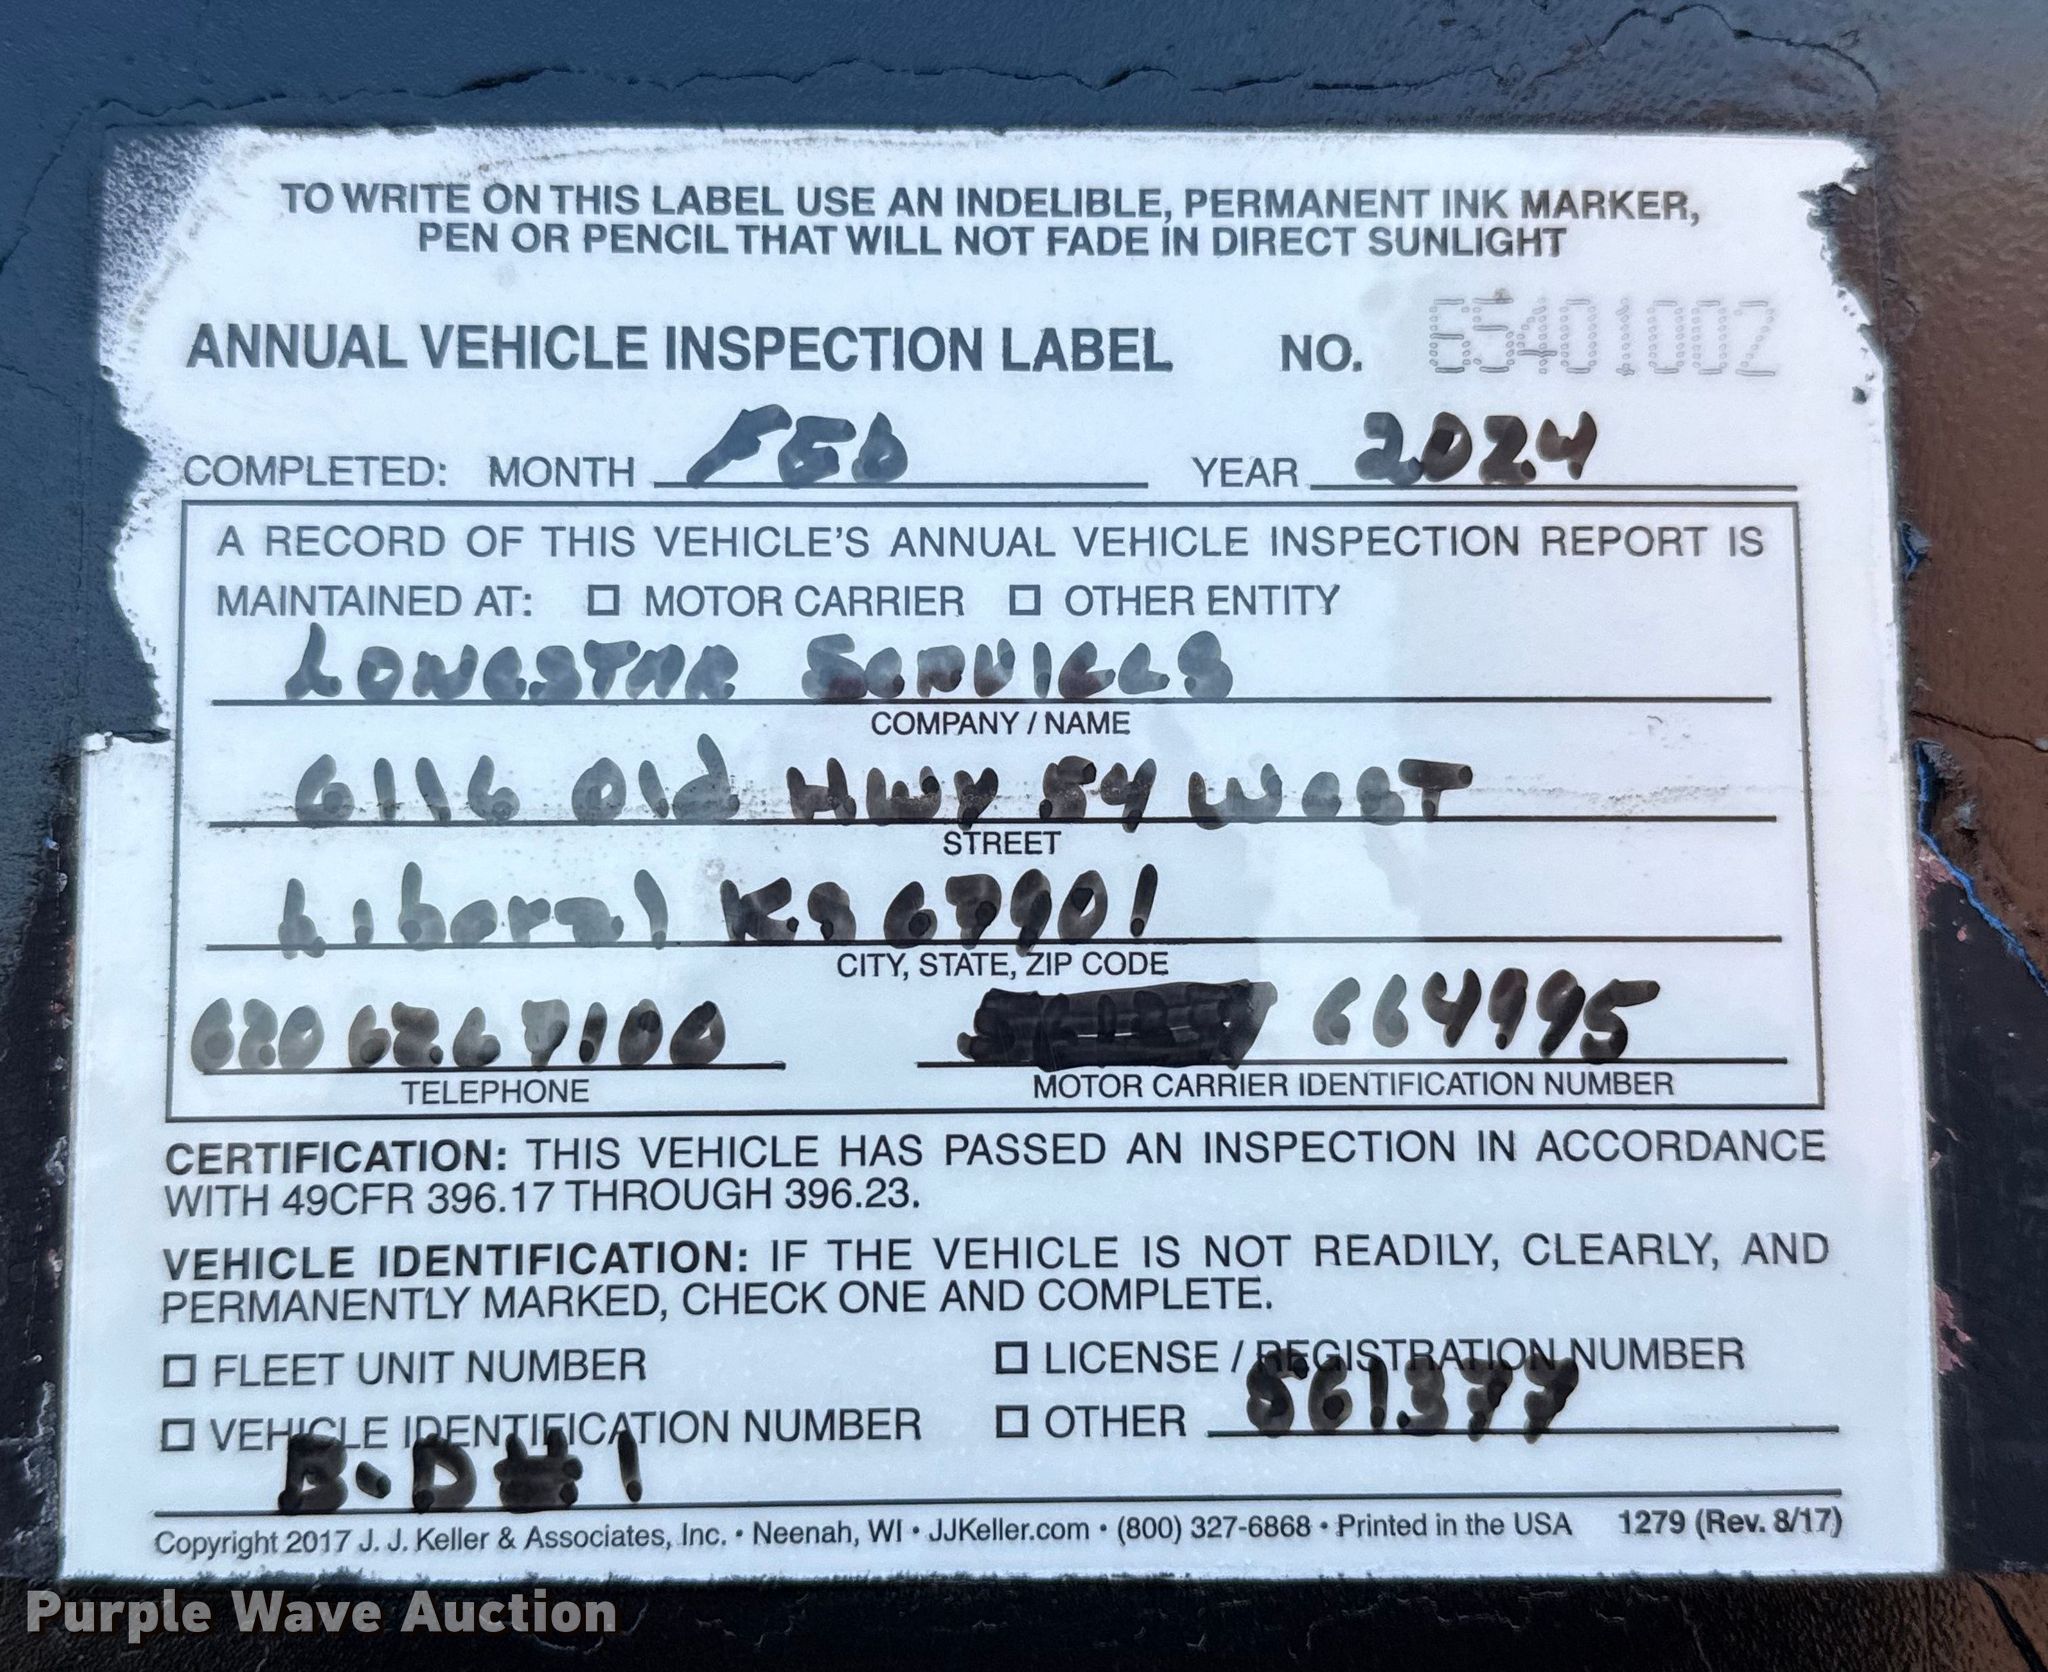 TO WRITE ON THIS LABEL USE AN INDELIBLE, PERMANENT INK MARKER,
PEN OR PENCIL THAT WILL NOT FADE IN DIRECT SUNLIGHT
ANNUAL VEHICLE INSPECTION LABEL NO. 65401002
COMPLETED: MONTH FEB YEAR 2024
A RECORD OF THIS VEHICLE'S ANNUAL VEHICLE INSPECTION REPORT IS
MAINTAINED AT: ☐ MOTOR CARRIER ☐ OTHER ENTITY
LONESTAR SERVICES
COMPANY / NAME
6116 Old HWY 54 WEST
STREET
Liberal KS 67901
CITY, STATE, ZIP CODE
620 626 7100 664995
TELEPHONE MOTOR CARRIER IDENTIFICATION NUMBER
CERTIFICATION: THIS VEHICLE HAS PASSED AN INSPECTION IN ACCORDANCE
WITH 49CFR 396.17 THROUGH 396.23.
VEHICLE IDENTIFICATION: IF THE VEHICLE IS NOT READILY, CLEARLY, AND
PERMANENTLY MARKED, CHECK ONE AND COMPLETE.
☐ FLEET UNIT NUMBER ☐ LICENSE / REGISTRATION NUMBER
☐ VEHICLE IDENTIFICATION NUMBER ☐ OTHER 561377
B-D#1
Copyright 2017 J. J. Keller & Associates, Inc. • Neenah, WI • JJKeller.com • (800) 327-6868 • Printed in the USA 1279 (Rev. 8/17)
Purple Wave Auction